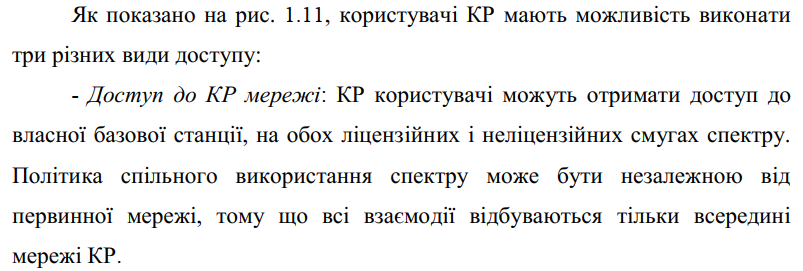 Як показано на рис. 1.11, користувачі КР мають можливість виконати
три різних види доступу:
- Доступ до КР мережі: КР користувачі можуть отримати доступ до
власної базової станції, на обох ліцензійних і неліцензійних смугах спектру.
Політика спільного використання спектру може бути незалежною від
первинної мережі, тому що всі взаємодії відбуваються тільки всередині
мережі КР.